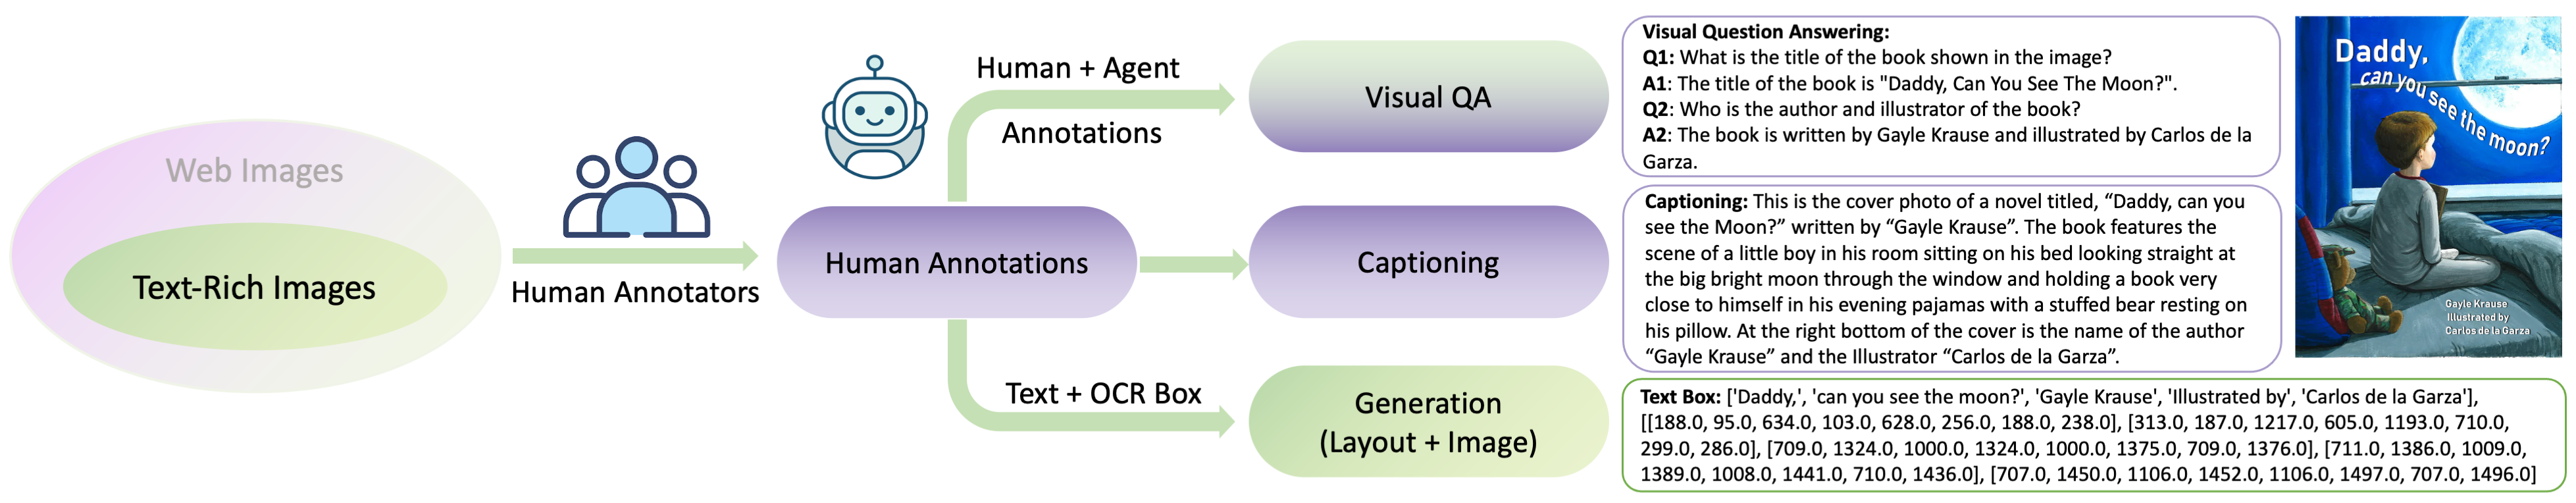 Web Images
Text-Rich Images
Human Annotators
Human Annotations
Human + Agent
Annotations
Text + OCR Box
Visual QA
Captioning
Generation
(Layout + Image)
Visual Question Answering:
Q1: What is the title of the book shown in the image?
A1: The title of the book is "Daddy, Can You See The Moon?".
Q2: Who is the author and illustrator of the book?
A2: The book is written by Gayle Krause and illustrated by Carlos de la
Garza.
Captioning: This is the cover photo of a novel titled, “Daddy, can you
see the Moon?” written by “Gayle Krause”. The book features the
scene of a little boy in his room sitting on his bed looking straight at
the big bright moon through the window and holding a book very
close to himself in his evening pajamas with a stuffed bear resting on
his pillow. At the right bottom of the cover is the name of the author
“Gayle Krause” and the Illustrator “Carlos de la Garza”.
Text Box: ['Daddy,', 'can you see the moon?', 'Gayle Krause', 'Illustrated by', 'Carlos de la Garza'],
[[188.0, 95.0, 634.0, 103.0, 628.0, 256.0, 188.0, 238.0], [313.0, 187.0, 1217.0, 605.0, 1193.0, 710.0,
299.0, 286.0], [709.0, 1324.0, 1000.0, 1324.0, 1000.0, 1375.0, 709.0, 1376.0], [711.0, 1386.0, 1009.0,
1389.0, 1008.0, 1441.0, 710.0, 1436.0], [707.0, 1450.0, 1106.0, 1452.0, 1106.0, 1497.0, 707.0, 1496.0]
Daddy,
can you see the moon?
Gayle Krause
Illustrated by
Carlos de la Garza